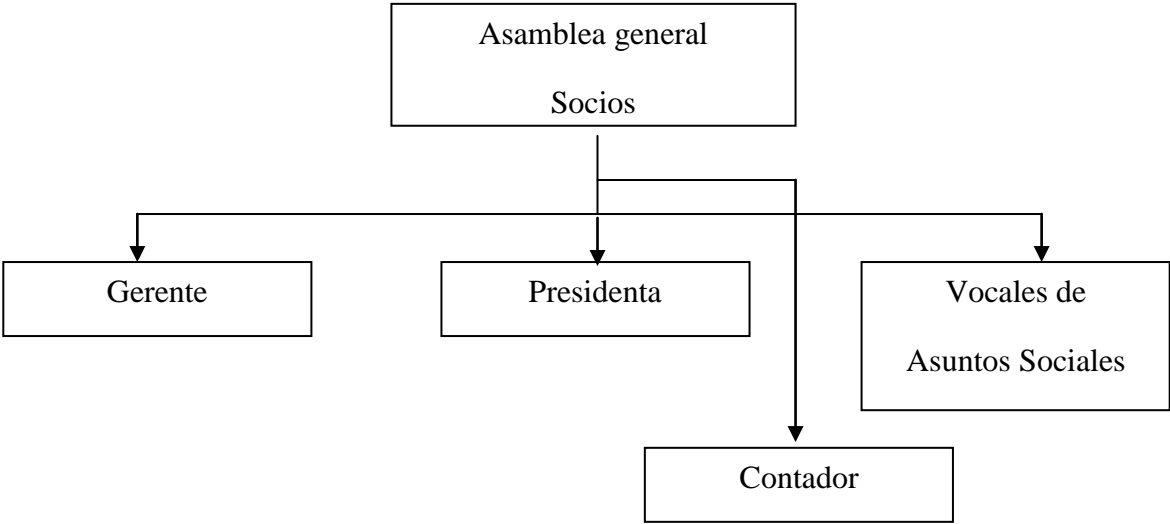 Asamblea general
Socios
Gerente
Presidenta
Vocales de
Asuntos Sociales
Contador